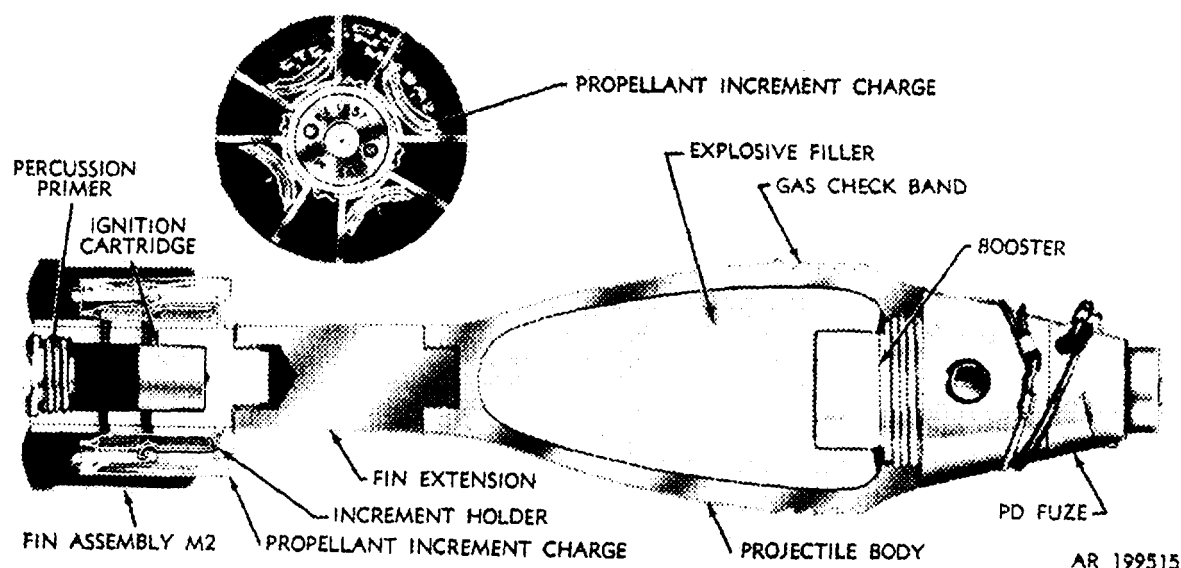 PROPELLANT INCREMENT CHARGE
EXPLOSIVE FILLER
GAS CHECK BAND
PERCUSSION
PRIMER
IGNITION
CARTRIDGE
BOOSTER
FIN EXTENSION
INCREMENT HOLDER
PD FUZE
FIN ASSEMBLY M2
PROPELLANT INCREMENT CHARGE
PROJECTILE BODY
AR 199515